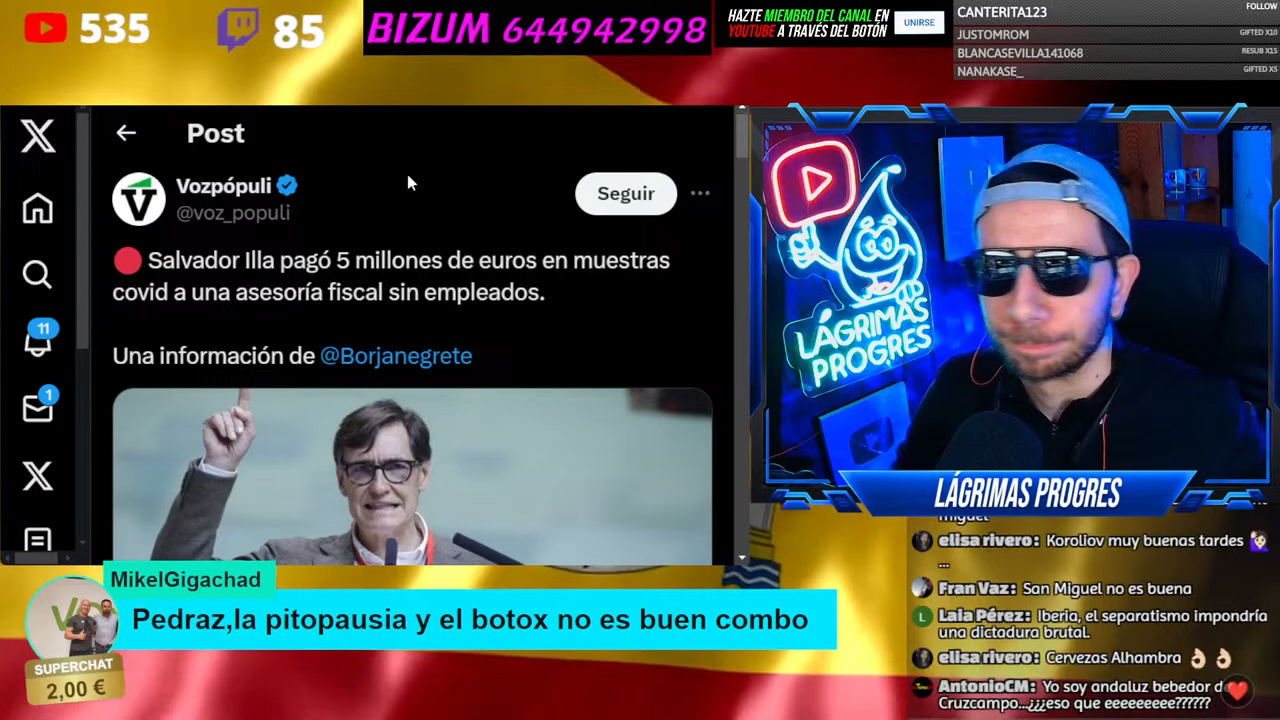 535
85
BIZUM 644942998
HAZTE MIEMBRO DEL CANAL EN
YOUTUBE A TRAVÉS DEL BOTÓN
UNIRSE
FOLLOW
CANTERITA123
JUSTOMROM GIFTED X10
BLANCASEVILLA141068 RESUB X15
NANAKASE_ GIFTED X5
Post
Vozpópuli
@voz_populi
Seguir
Salvador Illa pagó 5 millones de euros en muestras
covid a una asesoría fiscal sin empleados.
Una información de @Borjanegrete
11
1
LÁGRIMAS
PROGRES
LÁGRIMAS PROGRES
miguel
elisa rivero: Koroliov muy buenas tardes
...
Fran Vaz: San Miguel no es buena
L
Laia Pérez: Iberia, el separatismo impondría
una dictadura brutal.
elisa rivero: Cervezas Alhambra
AntonioCM: Yo soy andaluz bebedor de
Cruzcampo...¿¿¿eso que eeeeeeeee??????
MikelGigachad
Pedraz,la pitopausia y el botox no es buen combo
SUPERCHAT
2,00 €